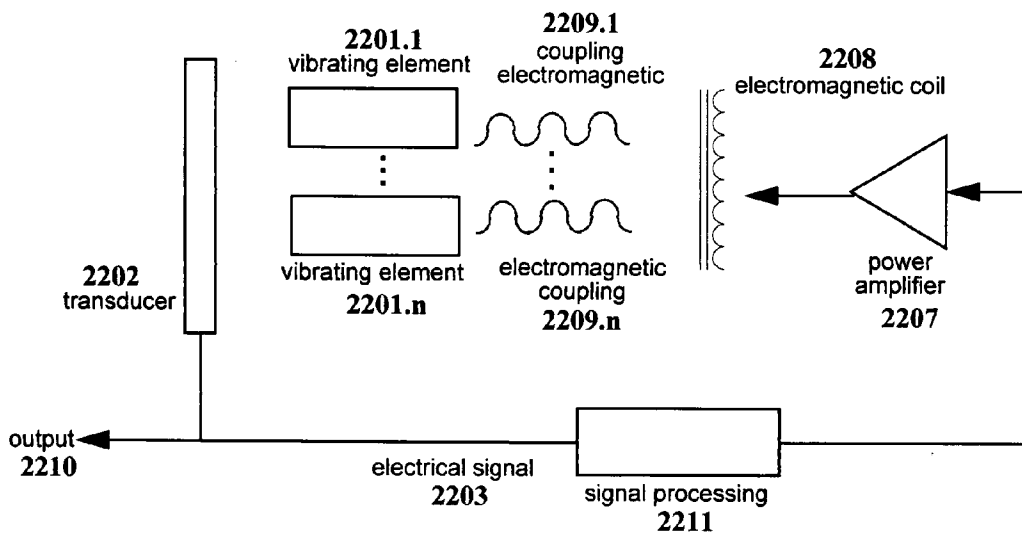 2201.1
vibrating element
2209.1
coupling
electromagnetic
2208
electromagnetic coil
2202
transducer
vibrating element
2201.n
electromagnetic
coupling
2209.n
power
amplifier
2207
output
2210
electrical signal
2203
signal processing
2211